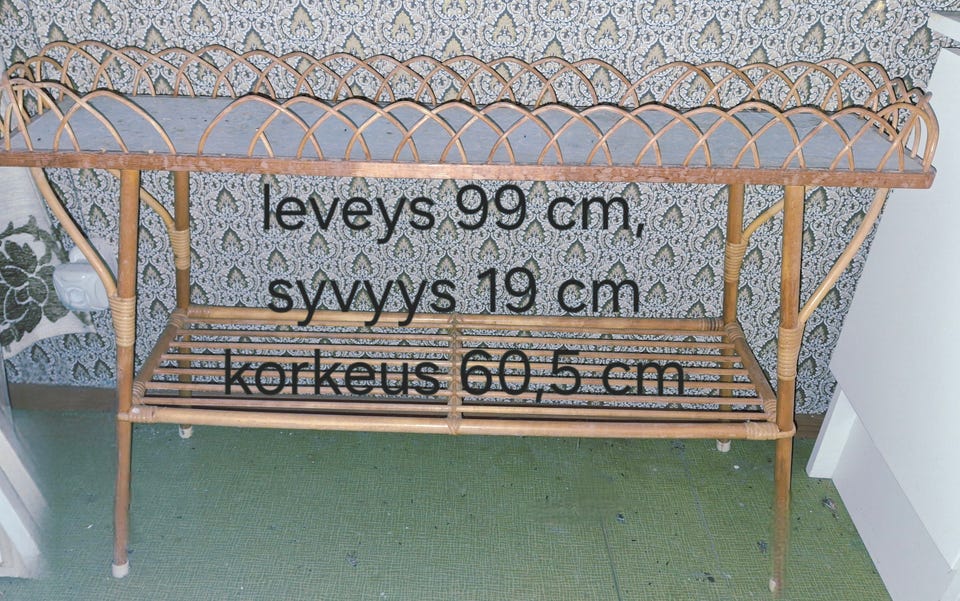 leveys 99 cm,
syvyys 19 cm
korkeus 60,5 cm